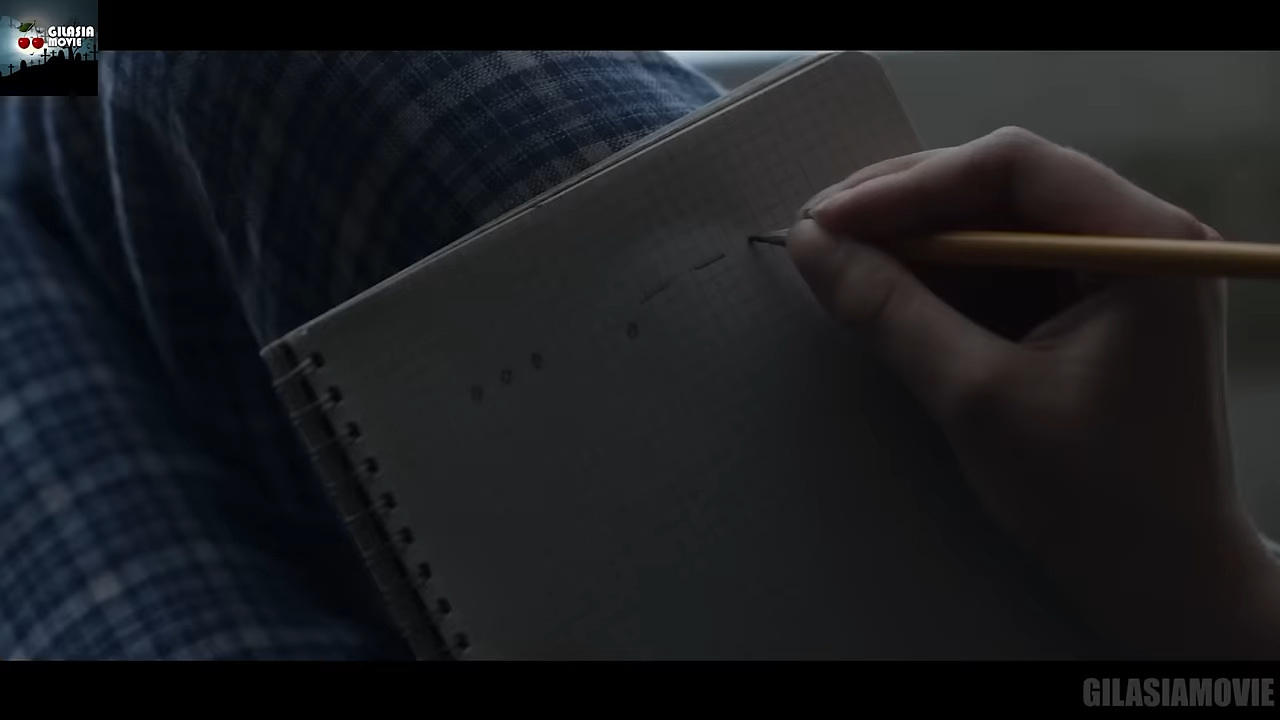 GILASIA
MOVIE
• • • • — —
GILASIAMOVIE